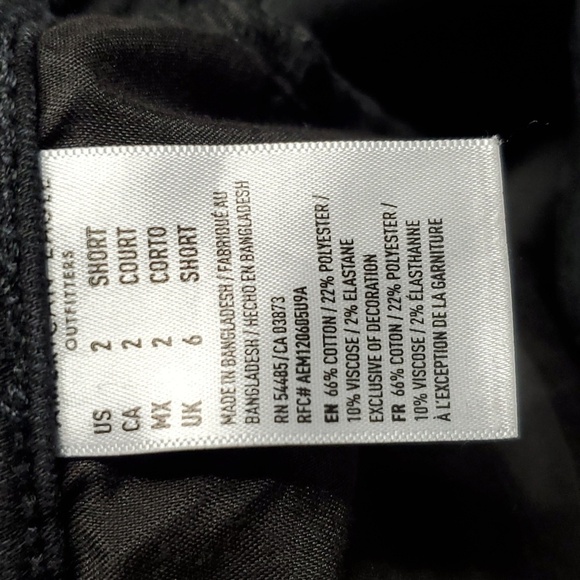 OUTFITTERS
US 2 SHORT
CA 2 COURT
MX 2 CORTO
UK 6 SHORT
MADE IN BANGLADESH / FABRIQUÉ AU
BANGLADESH / HECHO EN BANGLADESH
RN 54485 / CA 03873
RFC# AEM120605U9A
EN 66% COTTON / 22% POLYESTER /
10% VISCOSE / 2% ELASTANE
EXCLUSIVE OF DECORATION
FR 66% COTON / 22% POLYESTER /
10% VISCOSE / 2% ÉLASTHANNE
À L'EXCEPTION DE LA GARNITURE